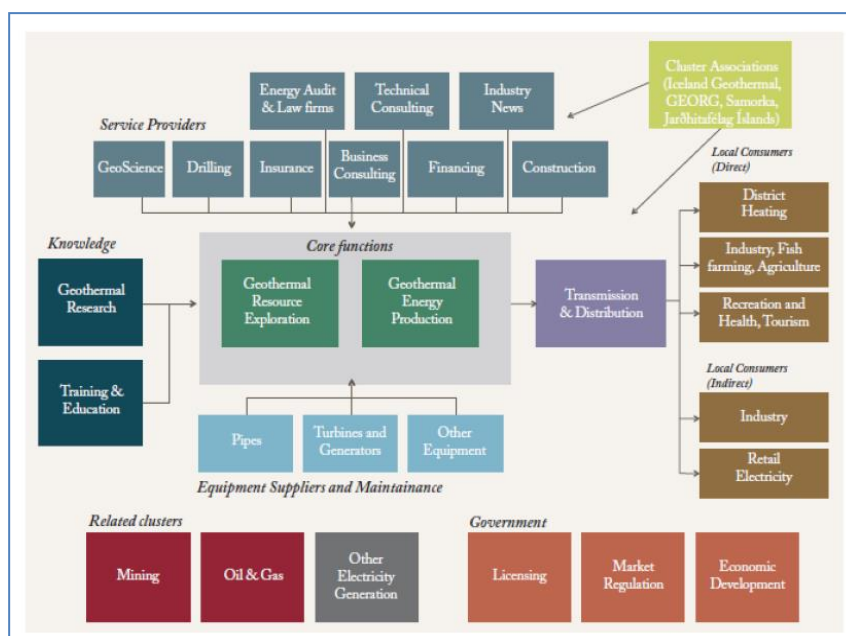 Energy Audit
& Law firms
Technical
Consulting
Industry
News
Cluster Associations
(Iceland Geothermal,
GEORG, Samorka,
Jarðhitafélag Íslands)
Service Providers
GeoScience
Drilling
Insurance
Business
Consulting
Financing
Construction
Local Consumers
(Direct)
District
Heating
Industry, Fish
farming, Agriculture
Recreation and
Health, Tourism
Knowledge
Geothermal
Research
Training &
Education
Core functions
Geothermal
Resource
Exploration
Geothermal
Energy
Production
Transmission
& Distribution
Local Consumers
(Indirect)
Industry
Retail
Electricity
Pipes
Turbines and
Generators
Other
Equipment
Equipment Suppliers and Maintainance
Related clusters
Mining
Oil & Gas
Other
Electricity
Generation
Government
Licensing
Market
Regulation
Economic
Development